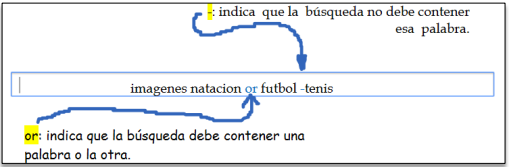 -: indica que la búsqueda no debe contener
esa palabra.
imagenes natacion or futbol -tenis
or: indica que la búsqueda debe contener una
palabra o la otra.